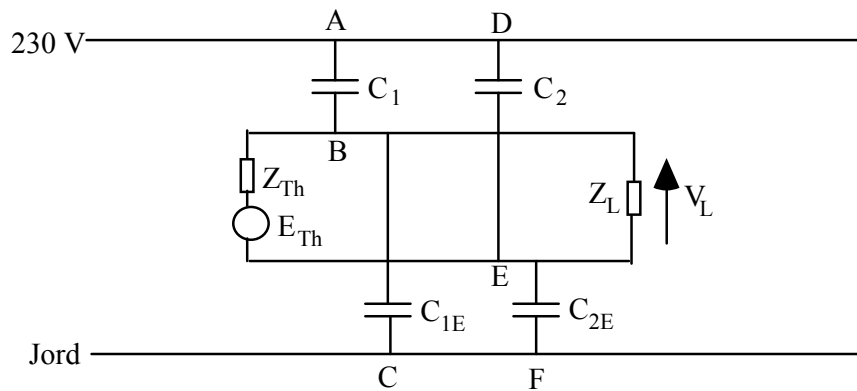 A D
230 V
C1 C2
B
ZTh
ZL VL
ETh
E
C1E C2E
Jord
C F